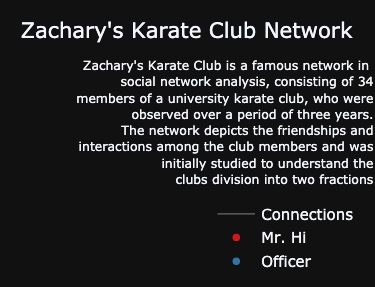 Zachary's Karate Club Network
Zachary's Karate Club is a famous network in
social network analysis, consisting of 34
members of a university karate club, who were
observed over a period of three years.
The network depicts the friendships and
interactions among the club members and was
initially studied to understand the
clubs division into two fractions
Connections
Mr. Hi
Officer